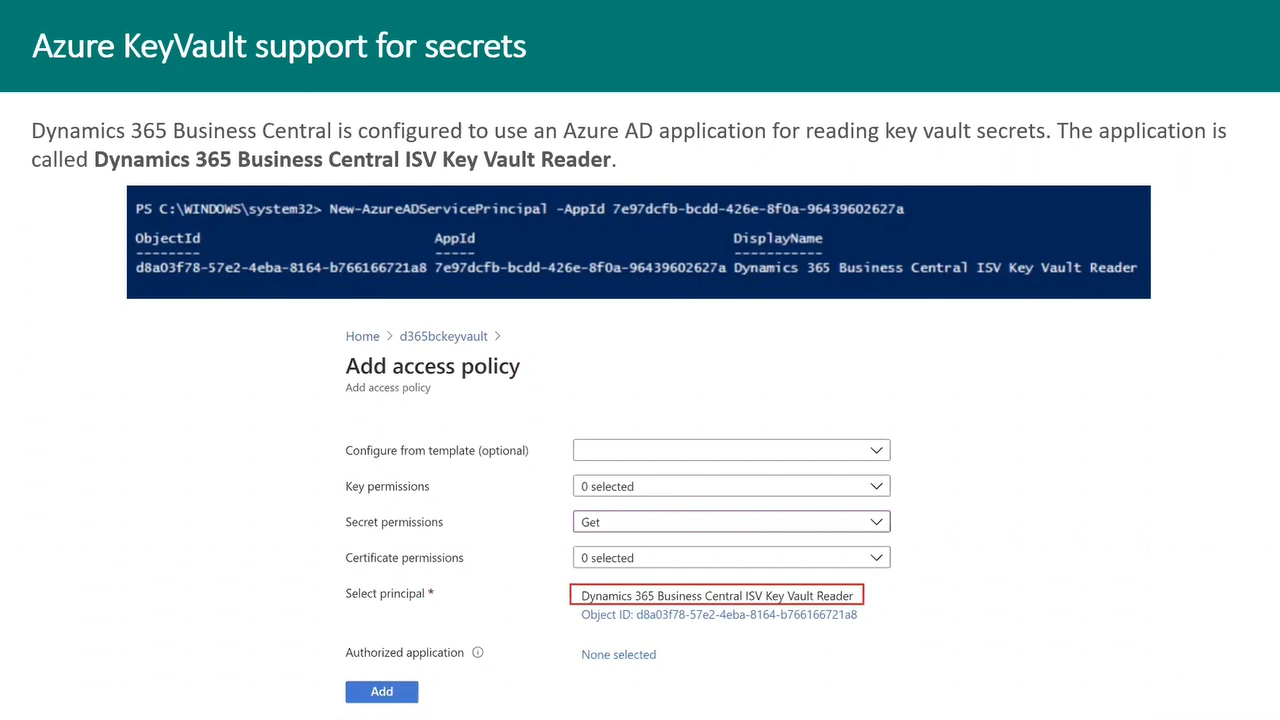 Azure KeyVault support for secrets
Dynamics 365 Business Central is configured to use an Azure AD application for reading key vault secrets. The application is
called Dynamics 365 Business Central ISV Key Vault Reader.
PS C:\WINDOWS\system32> New-AzureADServicePrincipal -AppId 7e97dcfb-bcdd-426e-8f0a-96439602627a
ObjectId AppId DisplayName
-------- ----- -----------
d8a03f78-57e2-4eba-8164-b766166721a8 7e97dcfb-bcdd-426e-8f0a-96439602627a Dynamics 365 Business Central ISV Key Vault Reader
Home > d365bckeyvault >
Add access policy
Add access policy
Configure from template (optional)
Key permissions 0 selected
Secret permissions Get
Certificate permissions 0 selected
Select principal * Dynamics 365 Business Central ISV Key Vault Reader
Object ID: d8a03f78-57e2-4eba-8164-b766166721a8
Authorized application None selected
Add